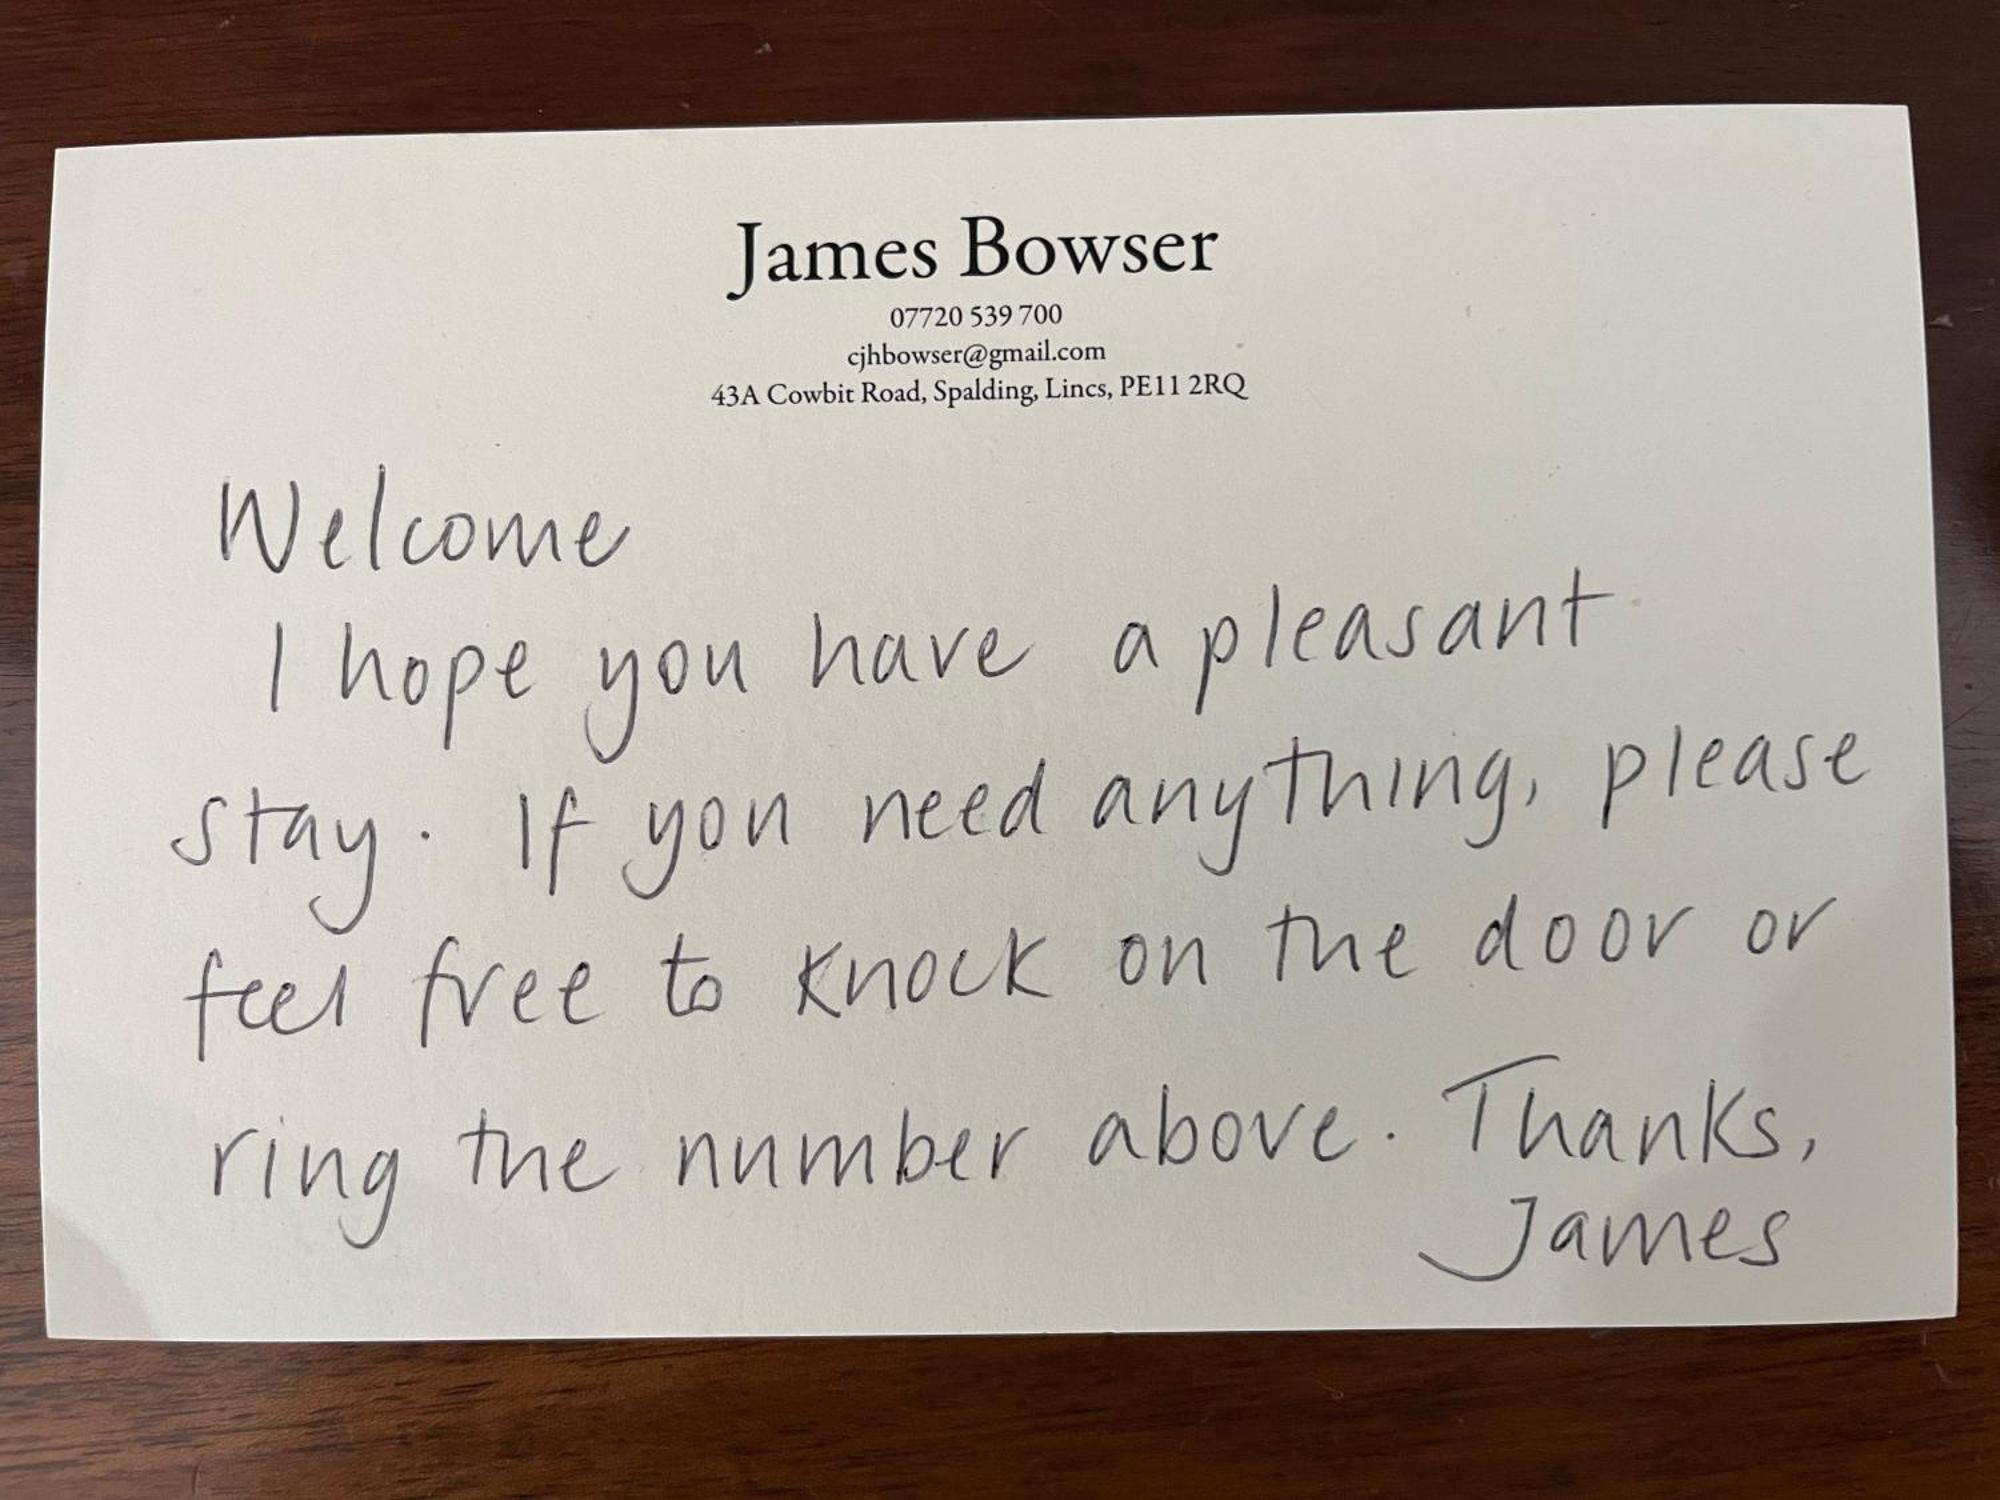 James Bowser
07720 539 700
cjhbowser@gmail.com
43A Cowbit Road, Spalding, Lincs, PE11 2RQ
Welcome
I hope you have a pleasant
stay. If you need anything, please
feel free to knock on the door or
ring the number above. Thanks,
James